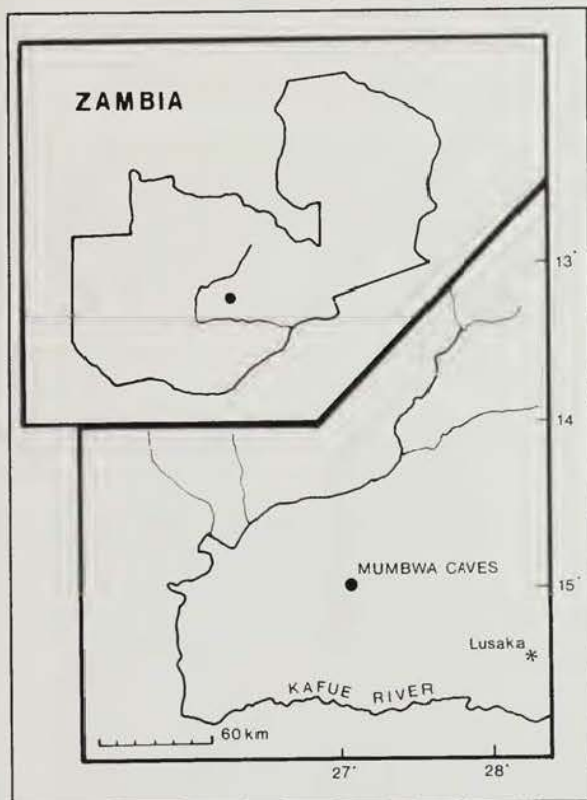 ZAMBIA
13°
14
MUMBWA CAVES
15°
Lusaka
KAFUE RIVER
60 km
27°
28°